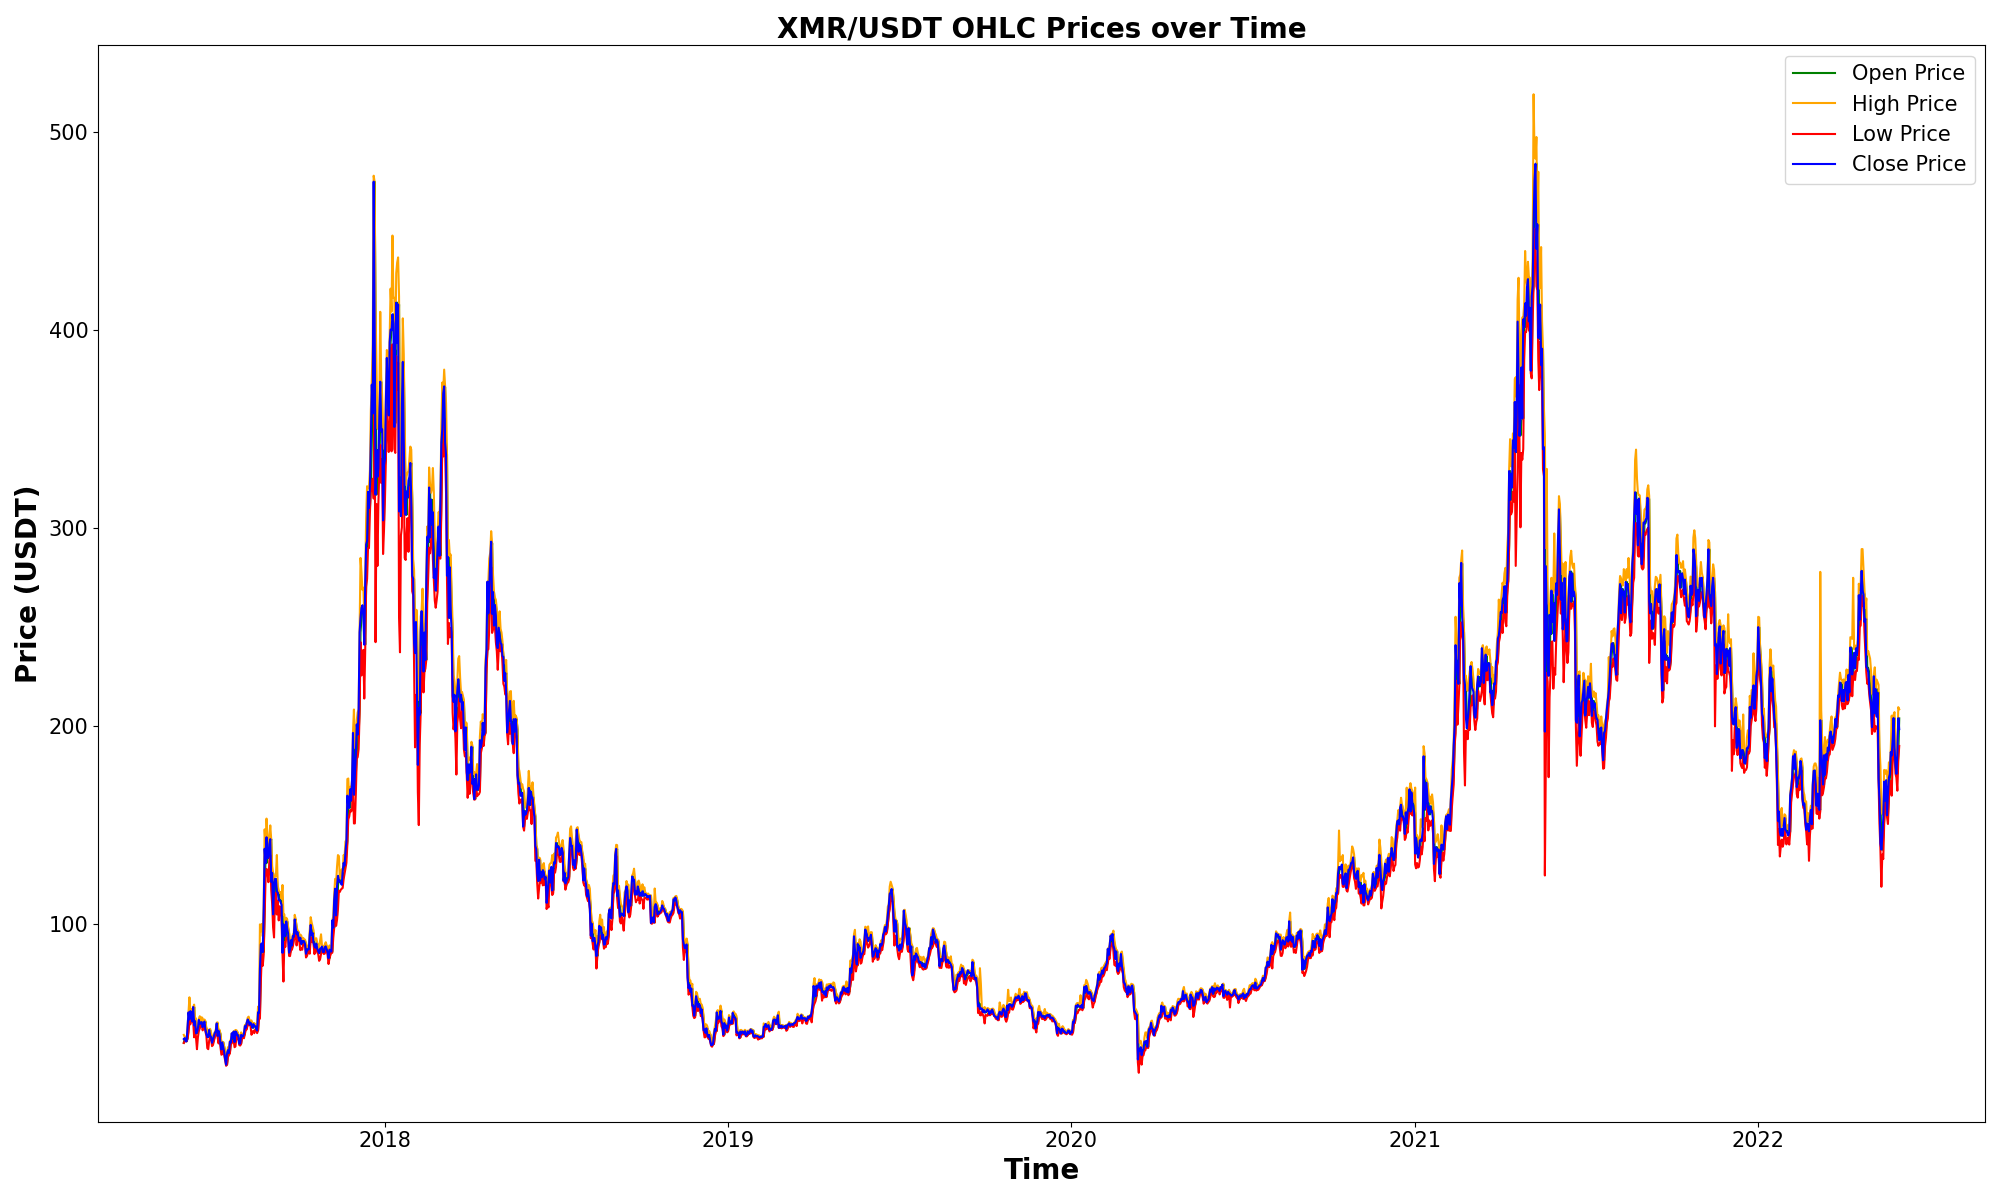 XMR/USDT OHLC Prices over Time
Open Price
High Price
Low Price
Close Price
500
400
300
200
100
Price (USDT)
2018
2019
2020
2021
2022
Time